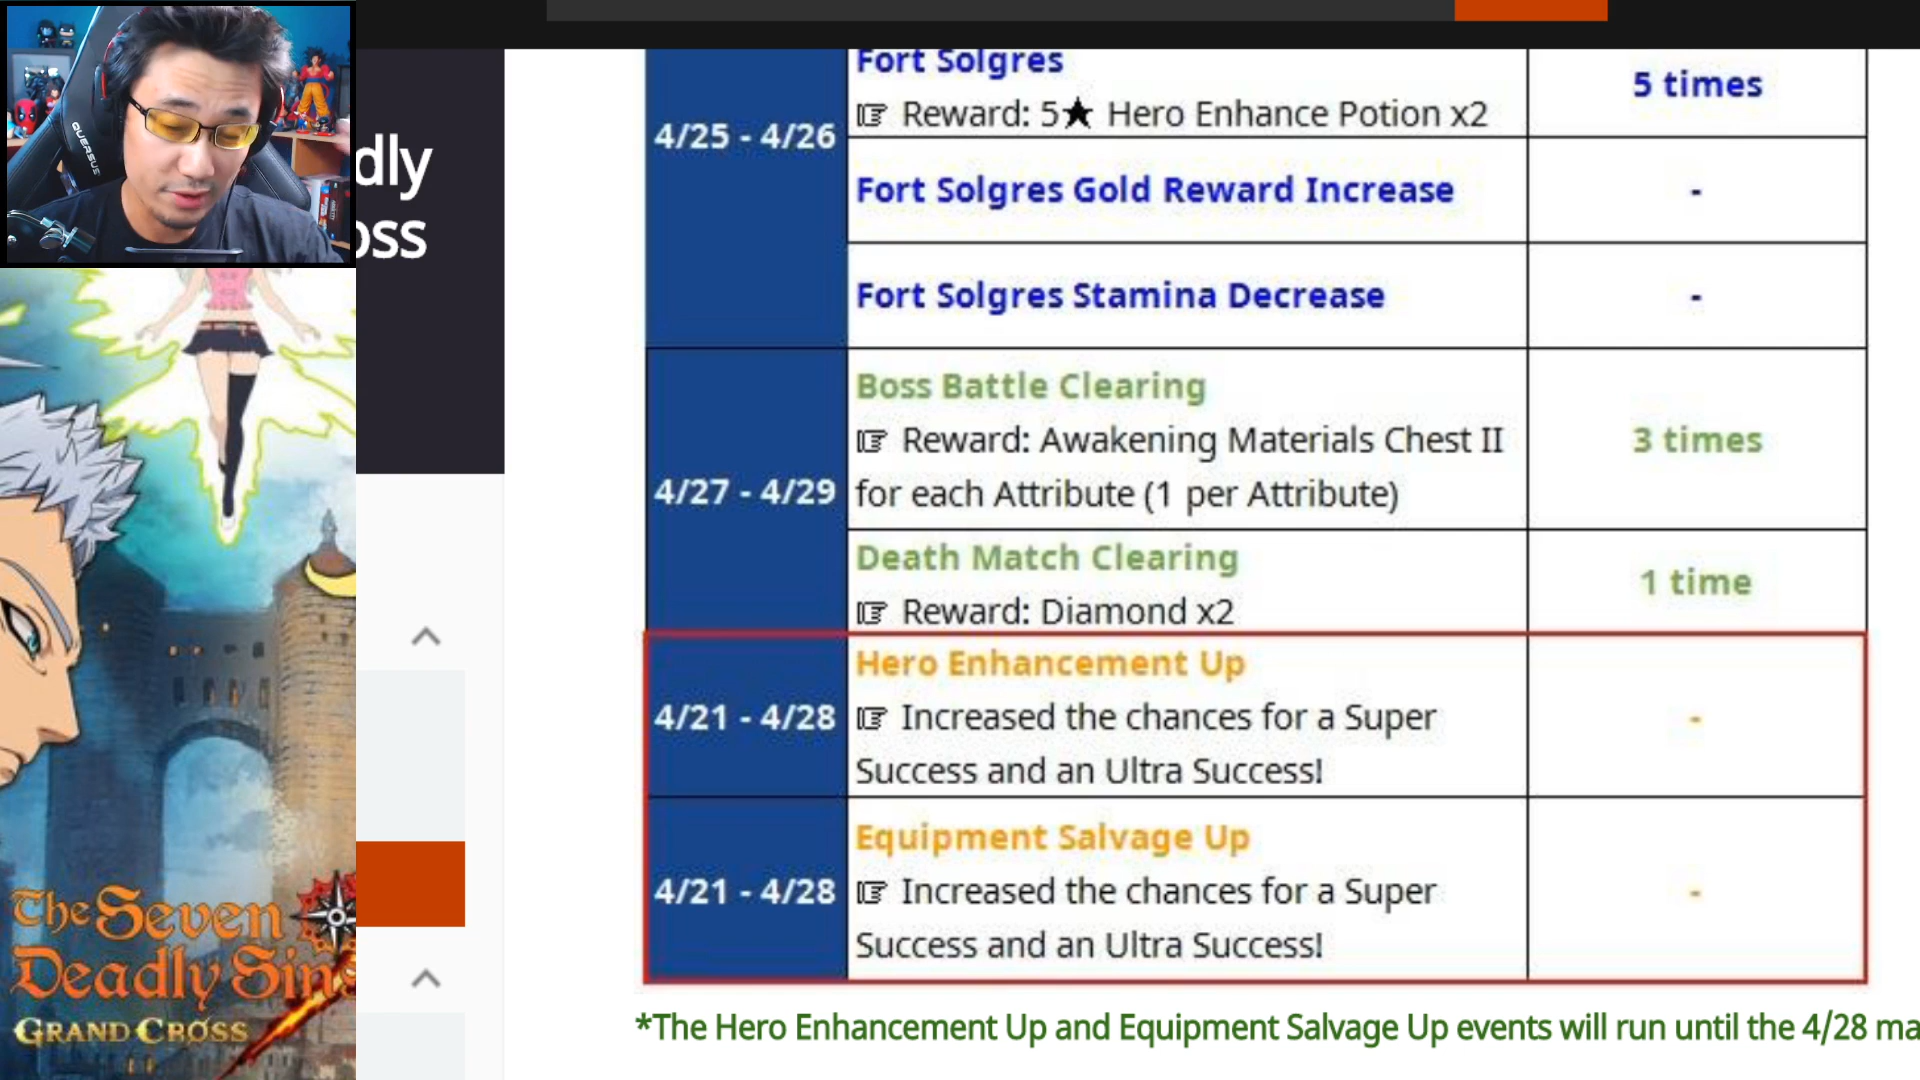 QUERSUS
dly
oss
The Seven
Deadly Sins
GRAND CROSS
4/25 - 4/26
Fort Solgres
☞ Reward: 5★ Hero Enhance Potion x2
5 times
Fort Solgres Gold Reward Increase
-
Fort Solgres Stamina Decrease
-
4/27 - 4/29
Boss Battle Clearing
☞ Reward: Awakening Materials Chest II
for each Attribute (1 per Attribute)
3 times
Death Match Clearing
☞ Reward: Diamond x2
1 time
4/21 - 4/28
Hero Enhancement Up
☞ Increased the chances for a Super
Success and an Ultra Success!
-
4/21 - 4/28
Equipment Salvage Up
☞ Increased the chances for a Super
Success and an Ultra Success!
-
*The Hero Enhancement Up and Equipment Salvage Up events will run until the 4/28 ma